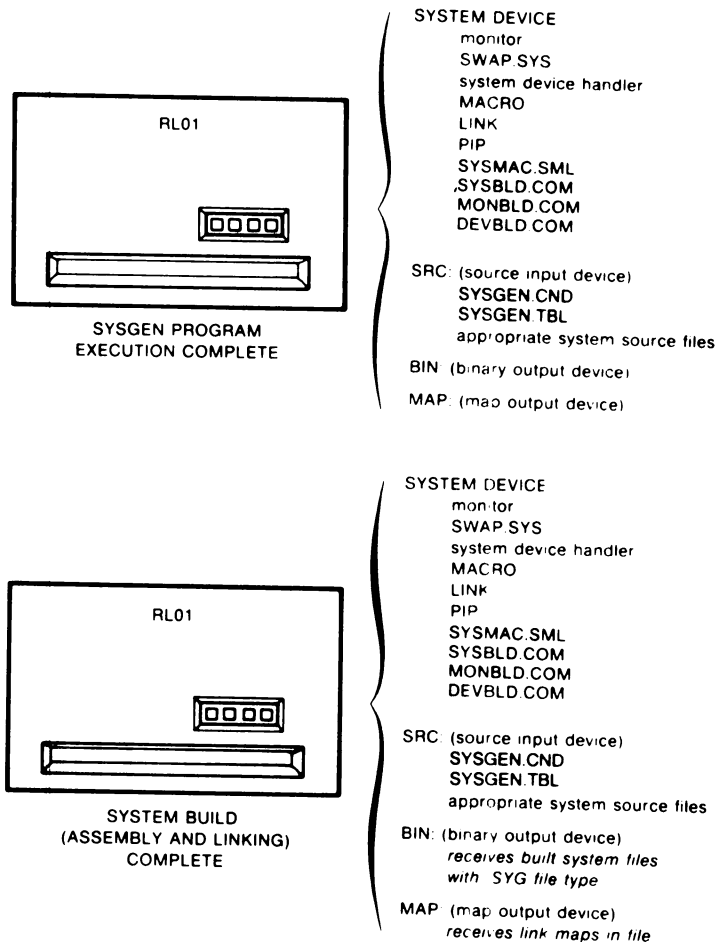 RL01
SYSGEN PROGRAM
EXECUTION COMPLETE
SYSTEM DEVICE
monitor
SWAP.SYS
system device handler
MACRO
LINK
PIP
SYSMAC.SML
SYSBLD.COM
MONBLD.COM
DEVBLD.COM
SRC: (source input device)
SYSGEN.CND
SYSGEN.TBL
appropriate system source files
BIN: (binary output device)
MAP: (map output device)
RL01
SYSTEM BUILD
(ASSEMBLY AND LINKING)
COMPLETE
SYSTEM DEVICE
monitor
SWAP.SYS
system device handler
MACRO
LINK
PIP
SYSMAC.SML
SYSBLD.COM
MONBLD.COM
DEVBLD.COM
SRC: (source input device)
SYSGEN.CND
SYSGEN.TBL
appropriate system source files
BIN: (binary output device)
receives built system files
with SYG file type
MAP: (map output device)
receives link maps in file